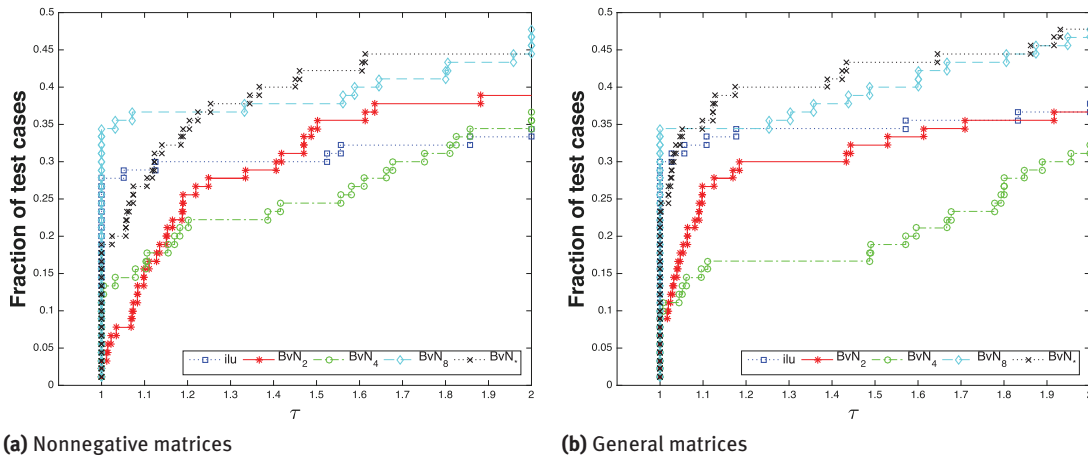 0.5
0.45
0.4
0.35
0.3
0.25
0.2
0.15
0.1
0.05
0
Fraction of test cases
1 1.1 1.2 1.3 1.4 1.5 1.6 1.7 1.8 1.9 2
τ
ilu BvN2 BvN4 BvN8 BvN*
(a) Nonnegative matrices
0.5
0.45
0.4
0.35
0.3
0.25
0.2
0.15
0.1
0.05
0
Fraction of test cases
1 1.1 1.2 1.3 1.4 1.5 1.6 1.7 1.8 1.9 2
τ
ilu BvN2 BvN4 BvN8 BvN*
(b) General matrices